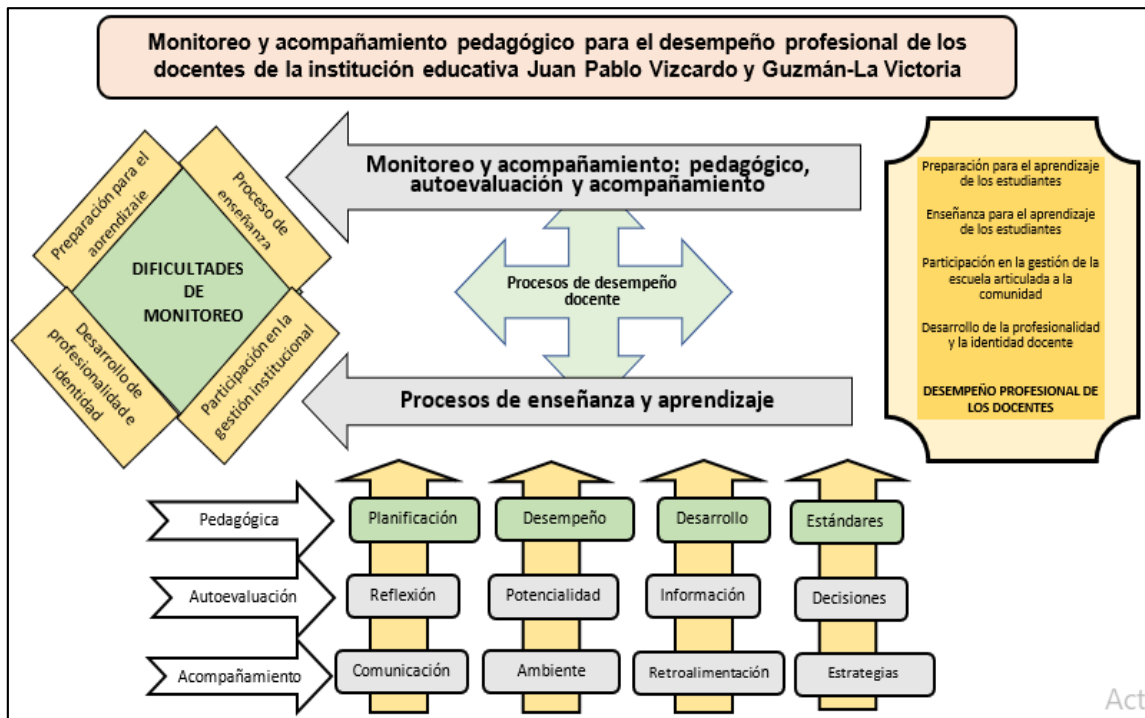 Monitoreo y acompañamiento pedagógico para el desempeño profesional de los
docentes de la institución educativa Juan Pablo Vizcardo y Guzmán-La Victoria
Preparación para el
aprendizaje
Proceso de
enseñanza
DIFICULTADES
DE
MONITOREO
Desarrollo de
profesionalidad e
identidad
Participación en la
gestión institucional
Monitoreo y acompañamiento: pedagógico,
autoevaluación y acompañamiento
Procesos de desempeño
docente
Procesos de enseñanza y aprendizaje
Preparación para el aprendizaje
de los estudiantes
Enseñanza para el aprendizaje
de los estudiantes
Participación en la gestión de la
escuela articulada a la
comunidad
Desarrollo de la profesionalidad
y la identidad docente
DESEMPEÑO PROFESIONAL DE
LOS DOCENTES
Pedagógica
Planificación
Desempeño
Desarrollo
Estándares
Autoevaluación
Reflexión
Potencialidad
Información
Decisiones
Acompañamiento
Comunicación
Ambiente
Retroalimentación
Estrategias
Act